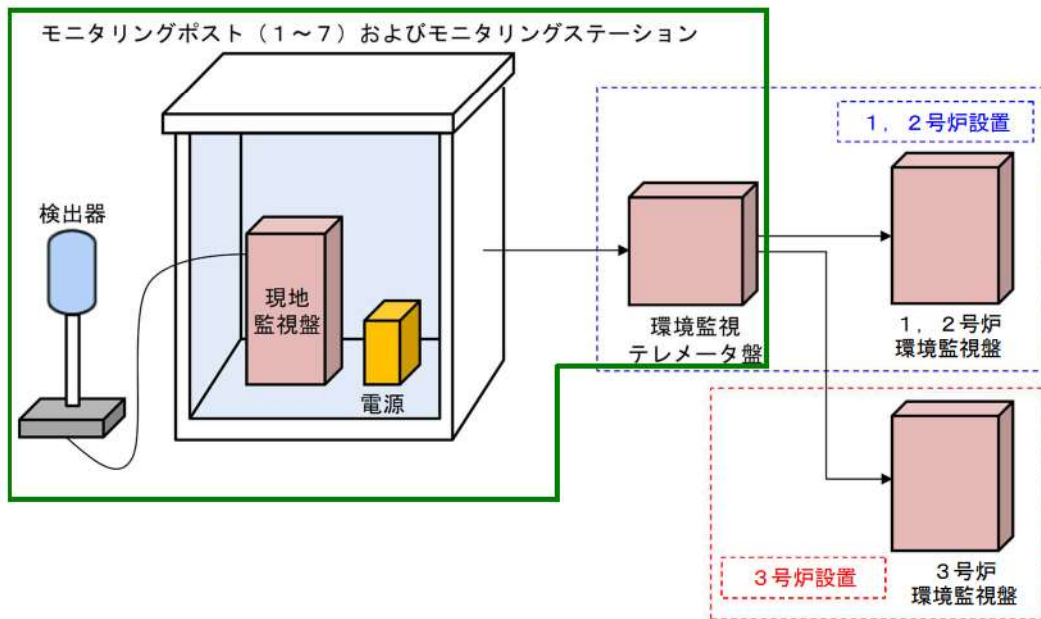 モニタリングポスト（１～７）およびモニタリングステーション
１，２号炉設置
検出器
現地
監視盤
電源
環境監視
テレメータ盤
１，２号炉
環境監視盤
３号炉設置
３号炉
環境監視盤